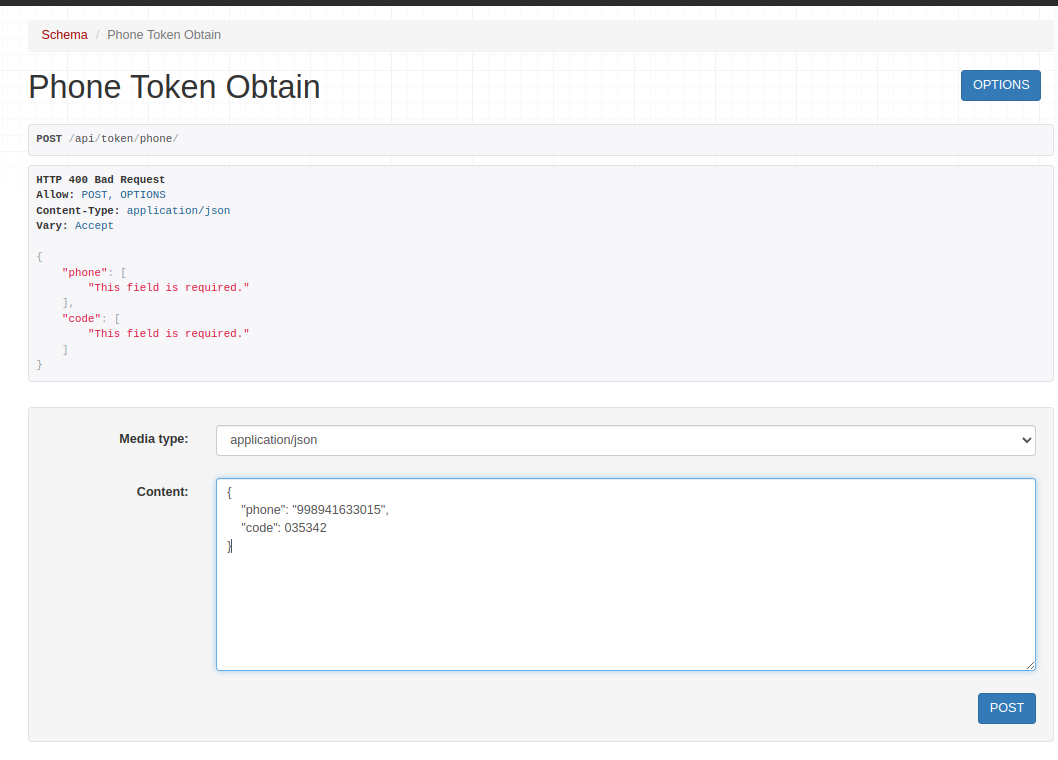 Schema / Phone Token Obtain
Phone Token Obtain
OPTIONS
POST /api/token/phone/
HTTP 400 Bad Request
Allow: POST, OPTIONS
Content-Type: application/json
Vary: Accept
{
    "phone": [
        "This field is required."
    ],
    "code": [
        "This field is required."
    ]
}
Media type:
application/json
Content:
{
    "phone": "998941633015",
    "code": 035342
}
POST